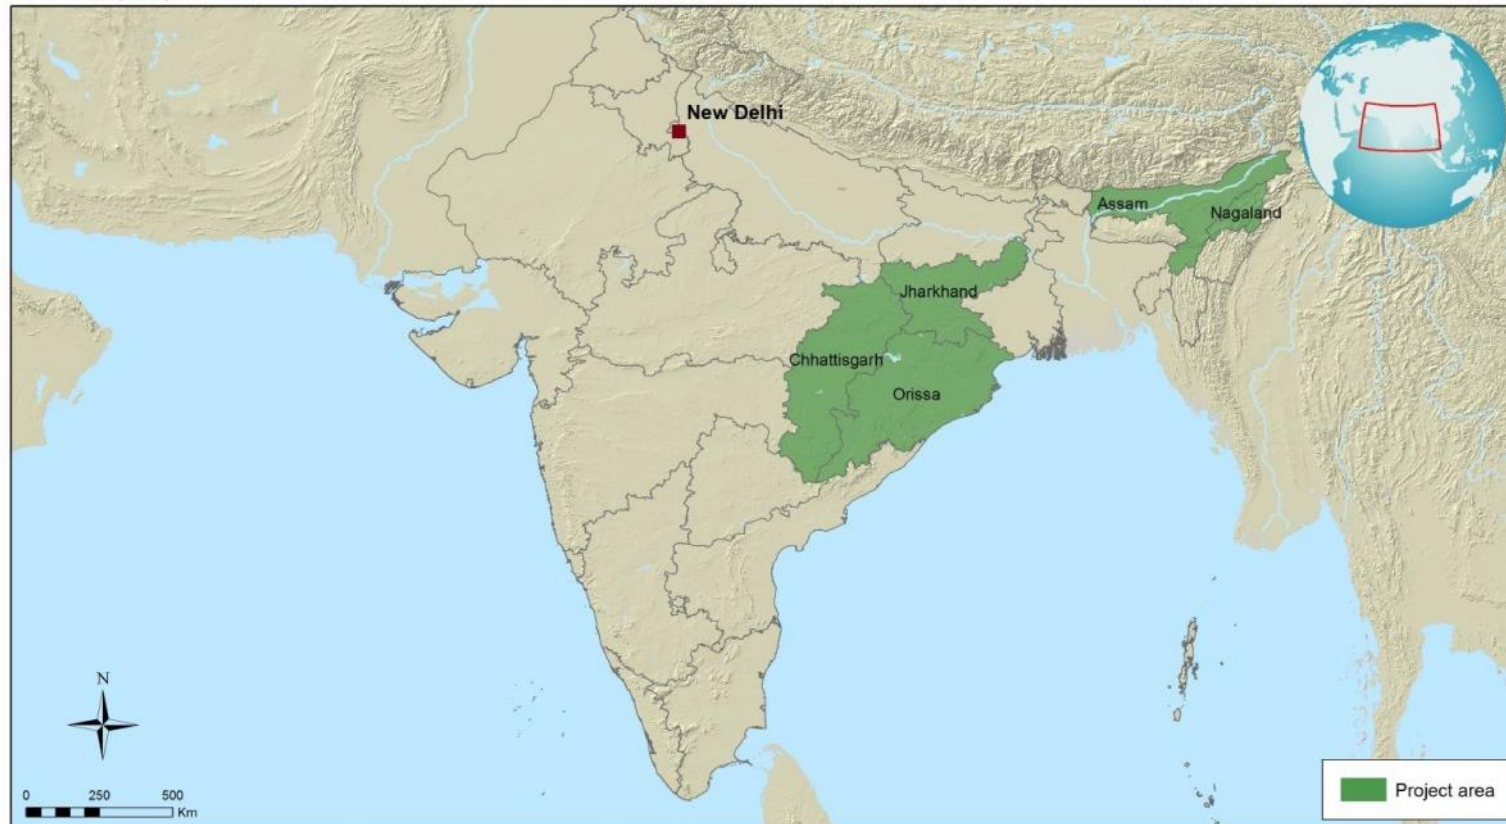 New Delhi
Assam
Nagaland
Jharkhand
Chhattisgarh
Orissa
N
0 250 500
Km
Project area